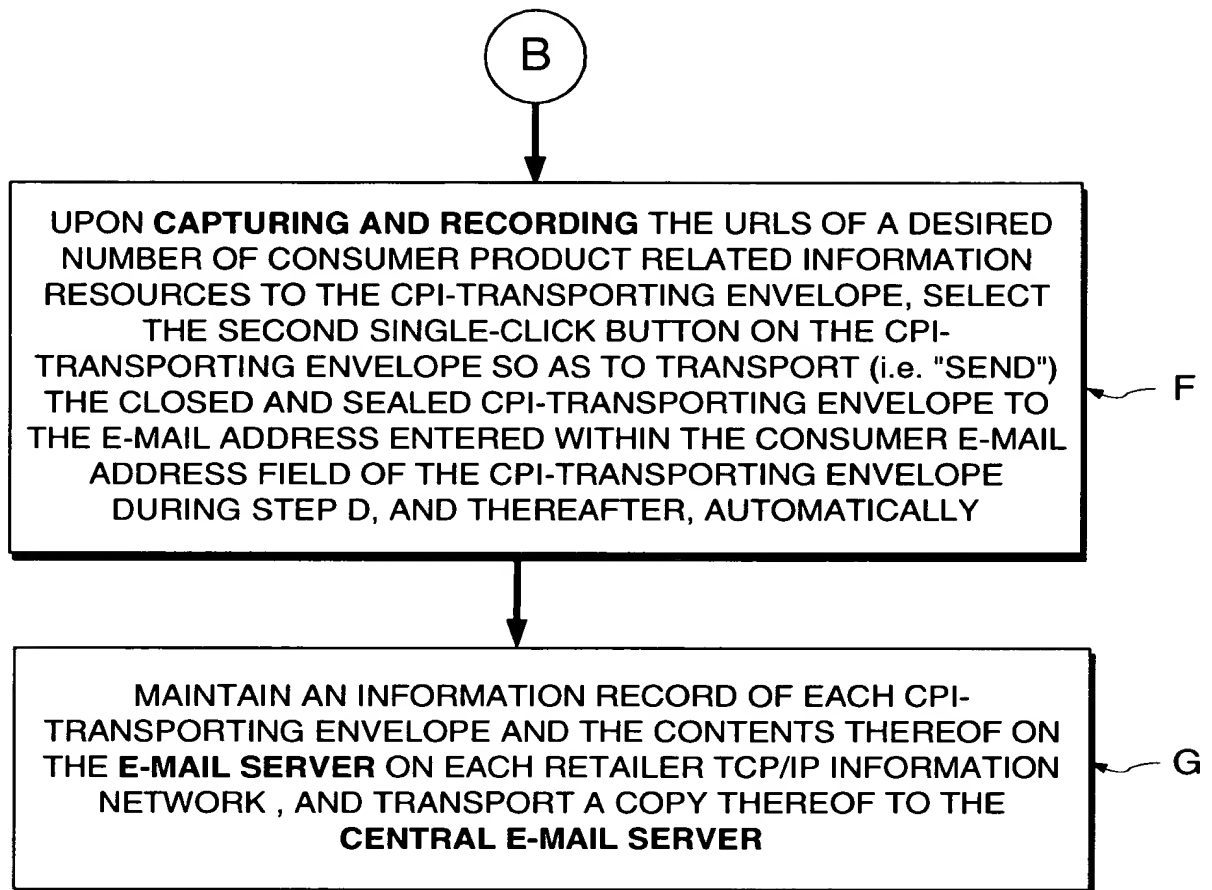 B
UPON CAPTURING AND RECORDING THE URLS OF A DESIRED
NUMBER OF CONSUMER PRODUCT RELATED INFORMATION
RESOURCES TO THE CPI-TRANSPORTING ENVELOPE, SELECT
THE SECOND SINGLE-CLICK BUTTON ON THE CPI-
TRANSPORTING ENVELOPE SO AS TO TRANSPORT (i.e. "SEND")
THE CLOSED AND SEALED CPI-TRANSPORTING ENVELOPE TO
THE E-MAIL ADDRESS ENTERED WITHIN THE CONSUMER E-MAIL
ADDRESS FIELD OF THE CPI-TRANSPORTING ENVELOPE
DURING STEP D, AND THEREAFTER, AUTOMATICALLY
F
MAINTAIN AN INFORMATION RECORD OF EACH CPI-
TRANSPORTING ENVELOPE AND THE CONTENTS THEREOF ON
THE E-MAIL SERVER ON EACH RETAILER TCP/IP INFORMATION
NETWORK , AND TRANSPORT A COPY THEREOF TO THE
CENTRAL E-MAIL SERVER
G